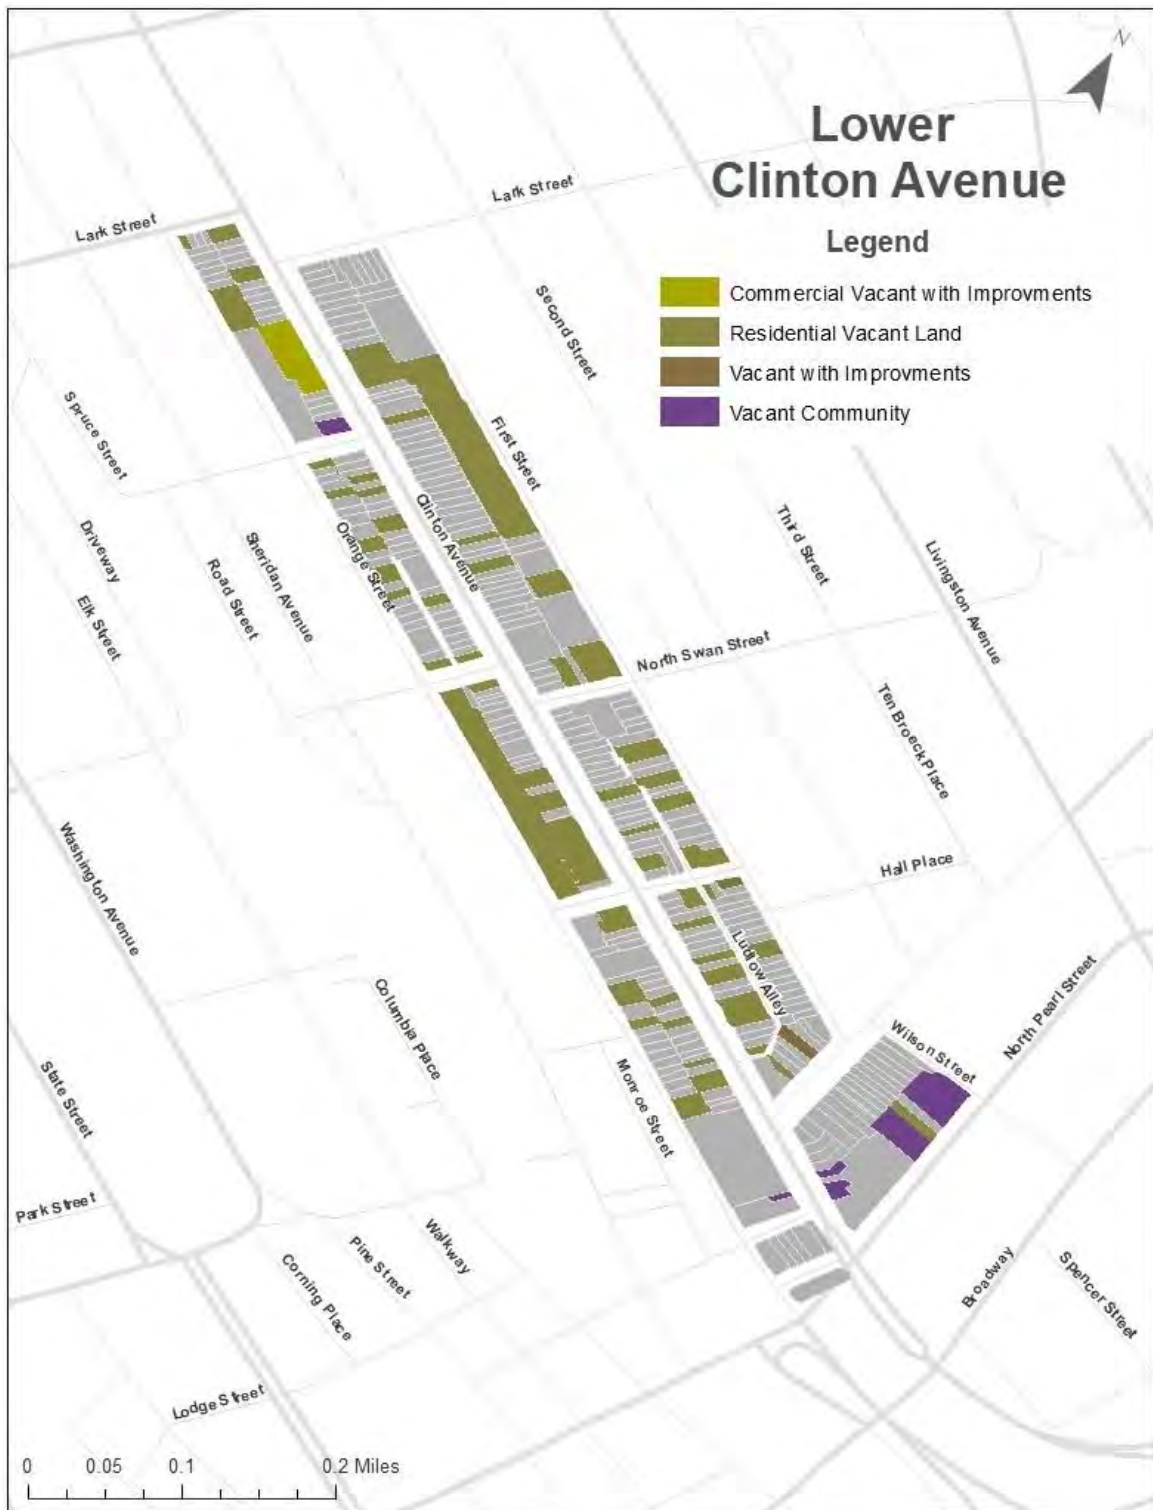 N
Lower
Clinton Avenue
Legend
Commercial Vacant with Improvments
Residential Vacant Land
Vacant with Improvments
Vacant Community
Lark Street
Lark Street
Second Street
Spruce Street
First Street
Clinton Avenue
Orange Street
Driveway
Sheridan Avenue
Road Street
Elk Street
Third Street
Livingston Avenue
North Swan Street
Ten Broeck Place
Hall Place
Washington Avenue
Ludlow Alley
Columbia Place
North Pearl Street
Wilson Street
Monroe Street
State Street
Park Street
Walkway
Pine Street
Corning Place
Broadway
Spencer Street
Lodge Street
0 0.05 0.1 0.2 Miles